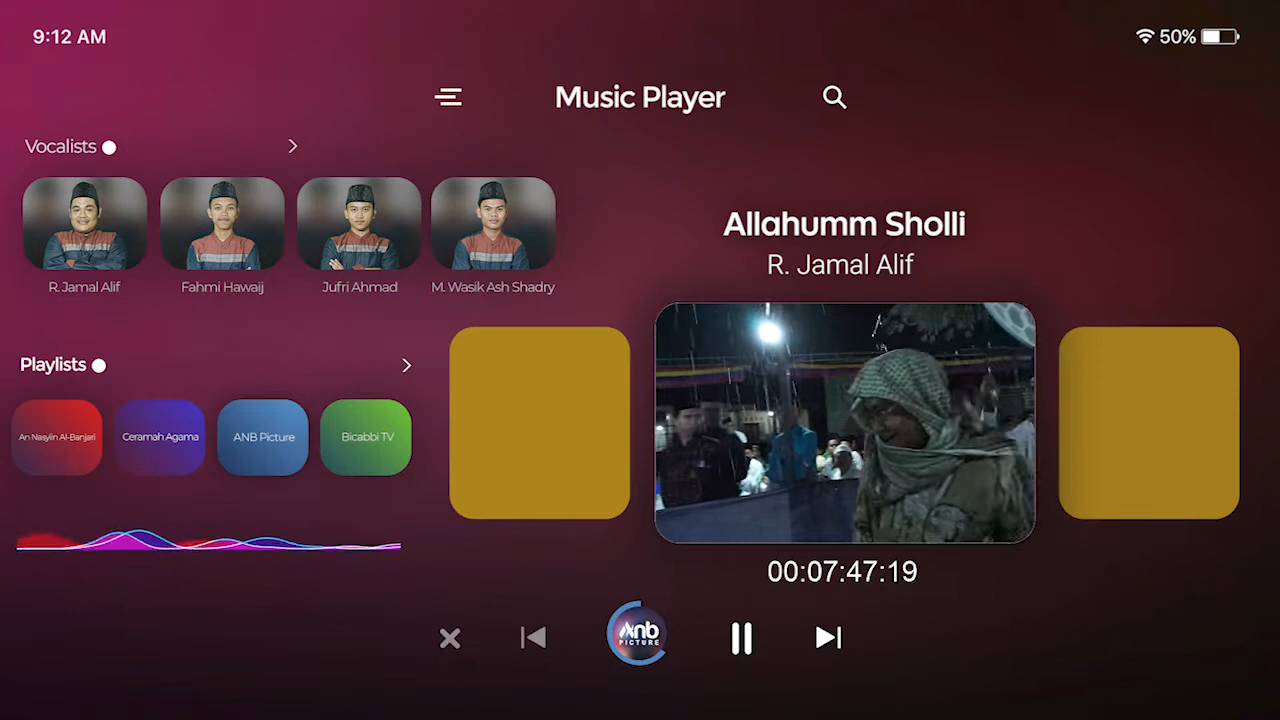 9:12 AM
50%
Music Player
Vocalists
R. Jamal Alif
Fahmi Hawaij
Jufri Ahmad
M. Wasik Ash Shadry
Allahumm Sholli
R. Jamal Alif
Playlists
An Nasyiin Al-Banjari
Ceramah Agama
ANB Picture
Bicabbi TV
00:07:47:19
Anb
PICTURE